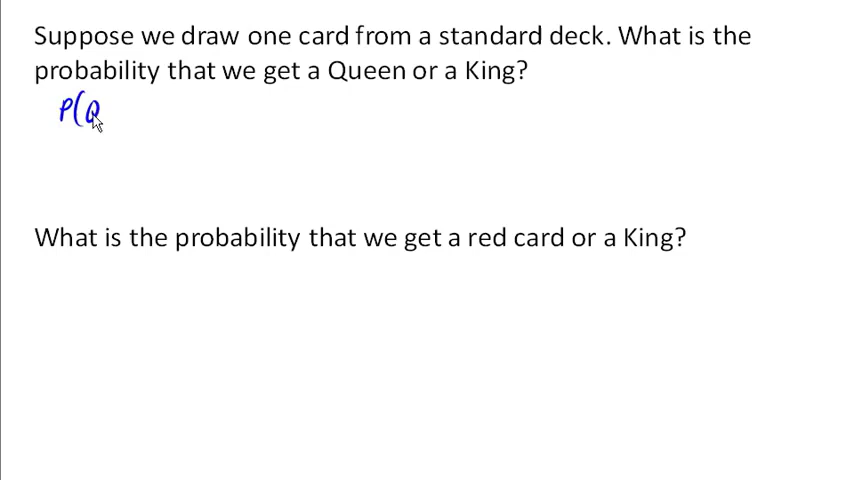 Suppose we draw one card from a standard deck. What is the
probability that we get a Queen or a King?
P(Q
What is the probability that we get a red card or a King?